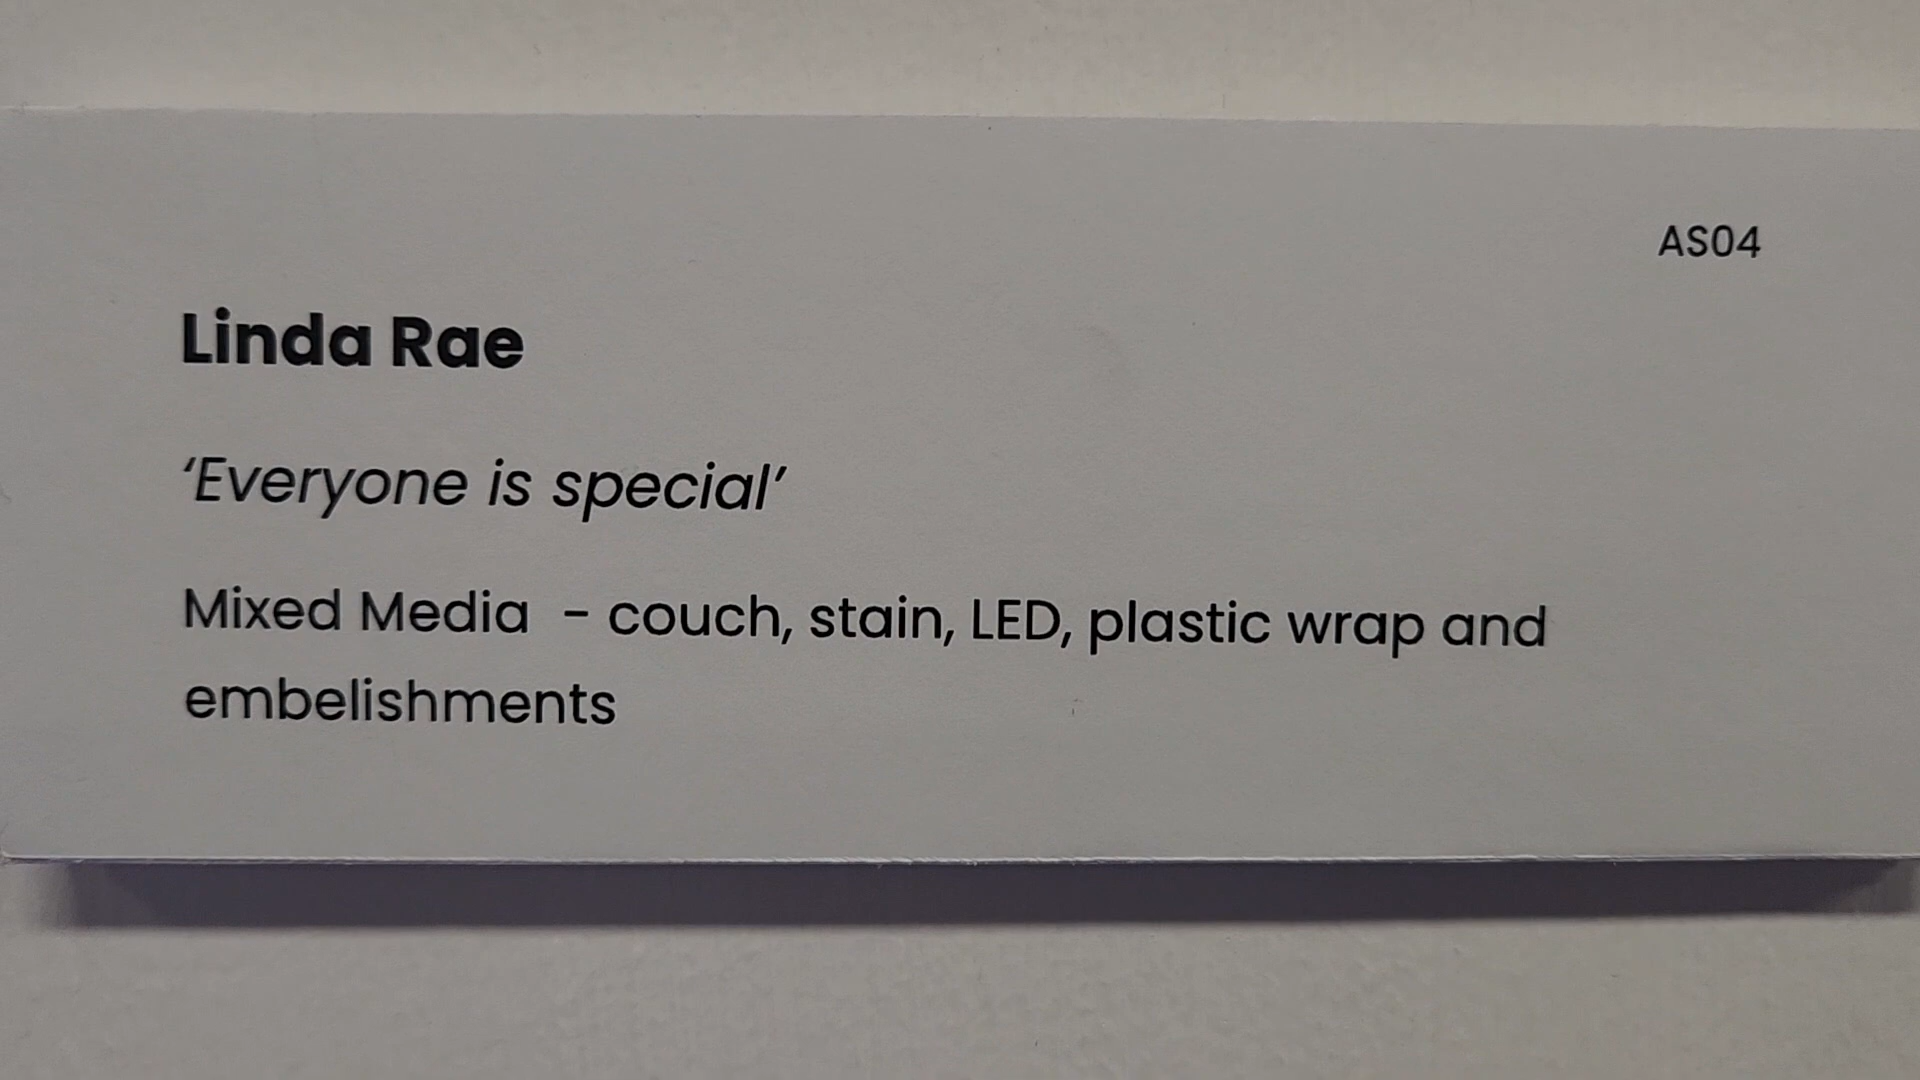 AS04
Linda Rae
‘Everyone is special’
Mixed Media  - couch, stain, LED, plastic wrap and
embelishments